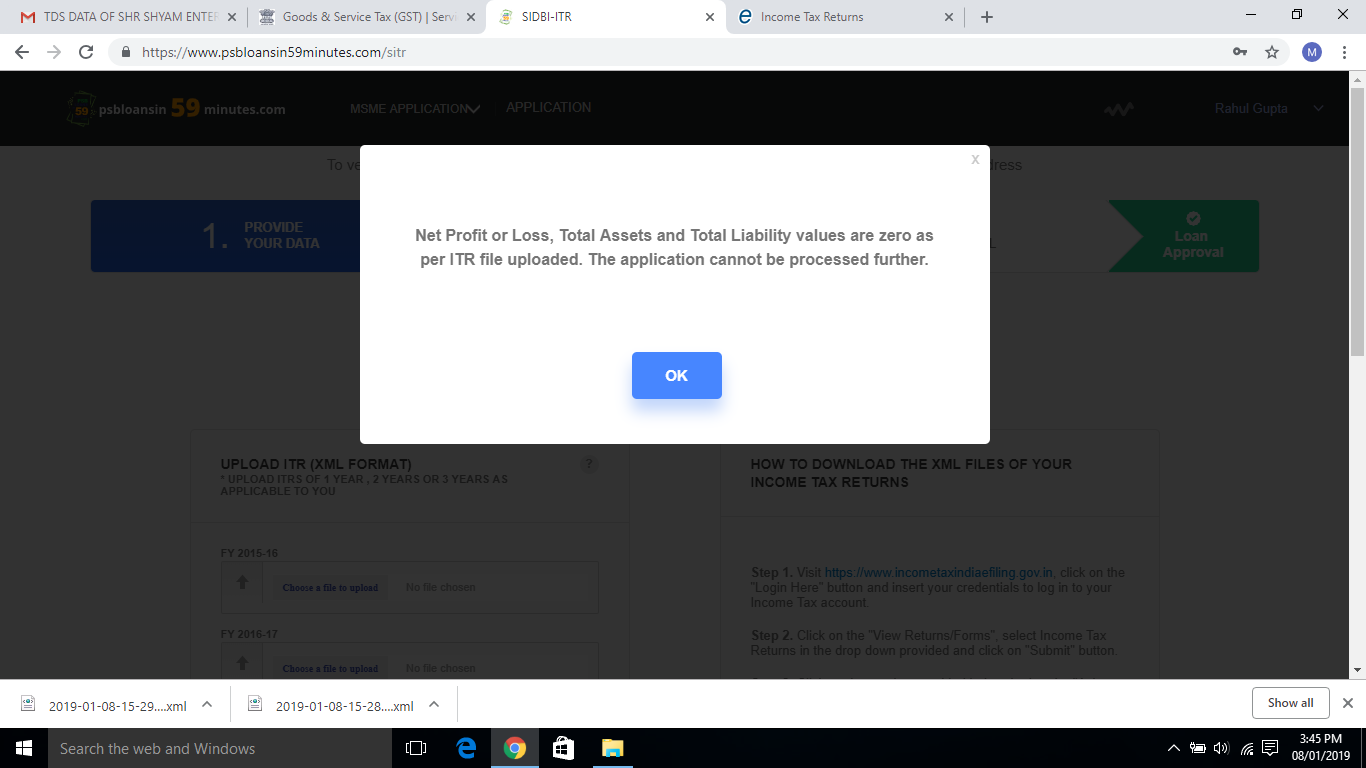 TDS DATA OF SHR SHYAM ENTER
Goods & Service Tax (GST) | Servi
SIDBI-ITR
Income Tax Returns
https://www.psbloansin59minutes.com/sitr
M
psbloansin 59 minutes.com
MSME APPLICATION
APPLICATION
Rahul Gupta
To ve
dress
x
1. PROVIDE
YOUR DATA
Loan
Approval
Net Profit or Loss, Total Assets and Total Liability values are zero as
per ITR file uploaded. The application cannot be processed further.
OK
UPLOAD ITR (XML FORMAT)
?
* UPLOAD ITRS OF 1 YEAR , 2 YEARS OR 3 YEARS AS
APPLICABLE TO YOU
FY 2015-16
Choose a file to upload No file chosen
FY 2016-17
Choose a file to upload No file chosen
HOW TO DOWNLOAD THE XML FILES OF YOUR
INCOME TAX RETURNS
Step 1. Visit https://www.incometaxindiaefiling.gov.in, click on the
"Login Here" button and insert your credentials to log in to your
Income Tax account.
Step 2. Click on the "View Returns/Forms", select Income Tax
Returns in the drop down provided and click on "Submit" button.
2019-01-08-15-29....xml
2019-01-08-15-28....xml
Show all
Search the web and Windows
3:45 PM
08/01/2019